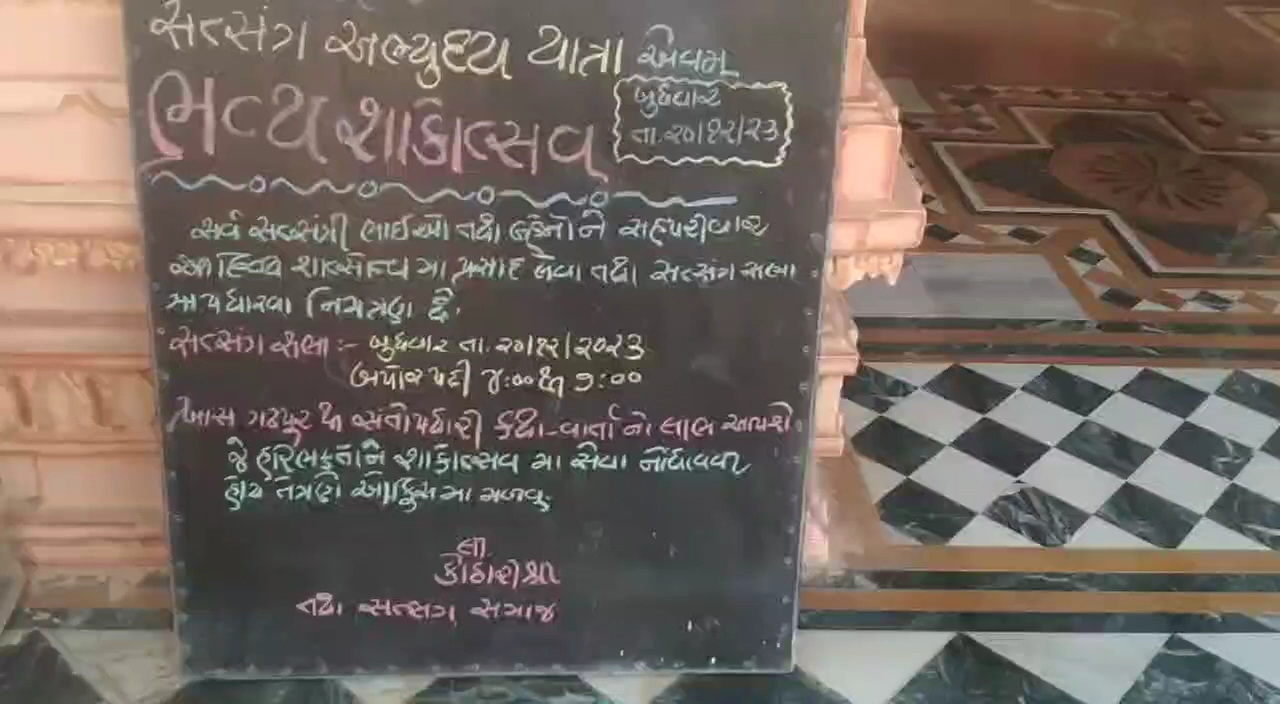 સત્સંગ અભ્યુદય યાત્રા એવમ્
ભવ્ય શાકોત્સવ
બુધવાર
તા.૨૦/૧૨/૨૩
સર્વ સત્સંગી ભાઈઓ તથા બહેનોને સહપરીવાર
આ દિવ્ય શાકોત્સવ મા પ્રસાદ લેવા તથા સત્સંગ સભા
મા પધારવા નિમત્રણ છે.
સત્સંગ સભા :- બુધવાર તા. ૨૦/૧૨/૨૦૨૩
બપોર પછી ૪:૦૦ થી ૭:૦૦
ખાસ ગઢપુર થી સંતો પધારી કથા-વાર્તા નો લાભ આપશે.
જે હરિભક્તોને શાકોત્સવ મા સેવા નોંધાવવી
હોય તેમણે ઓફિસ મા મળવુ.
લી
કોઠારીશ્રી
તથા સત્સંગ સમાજ